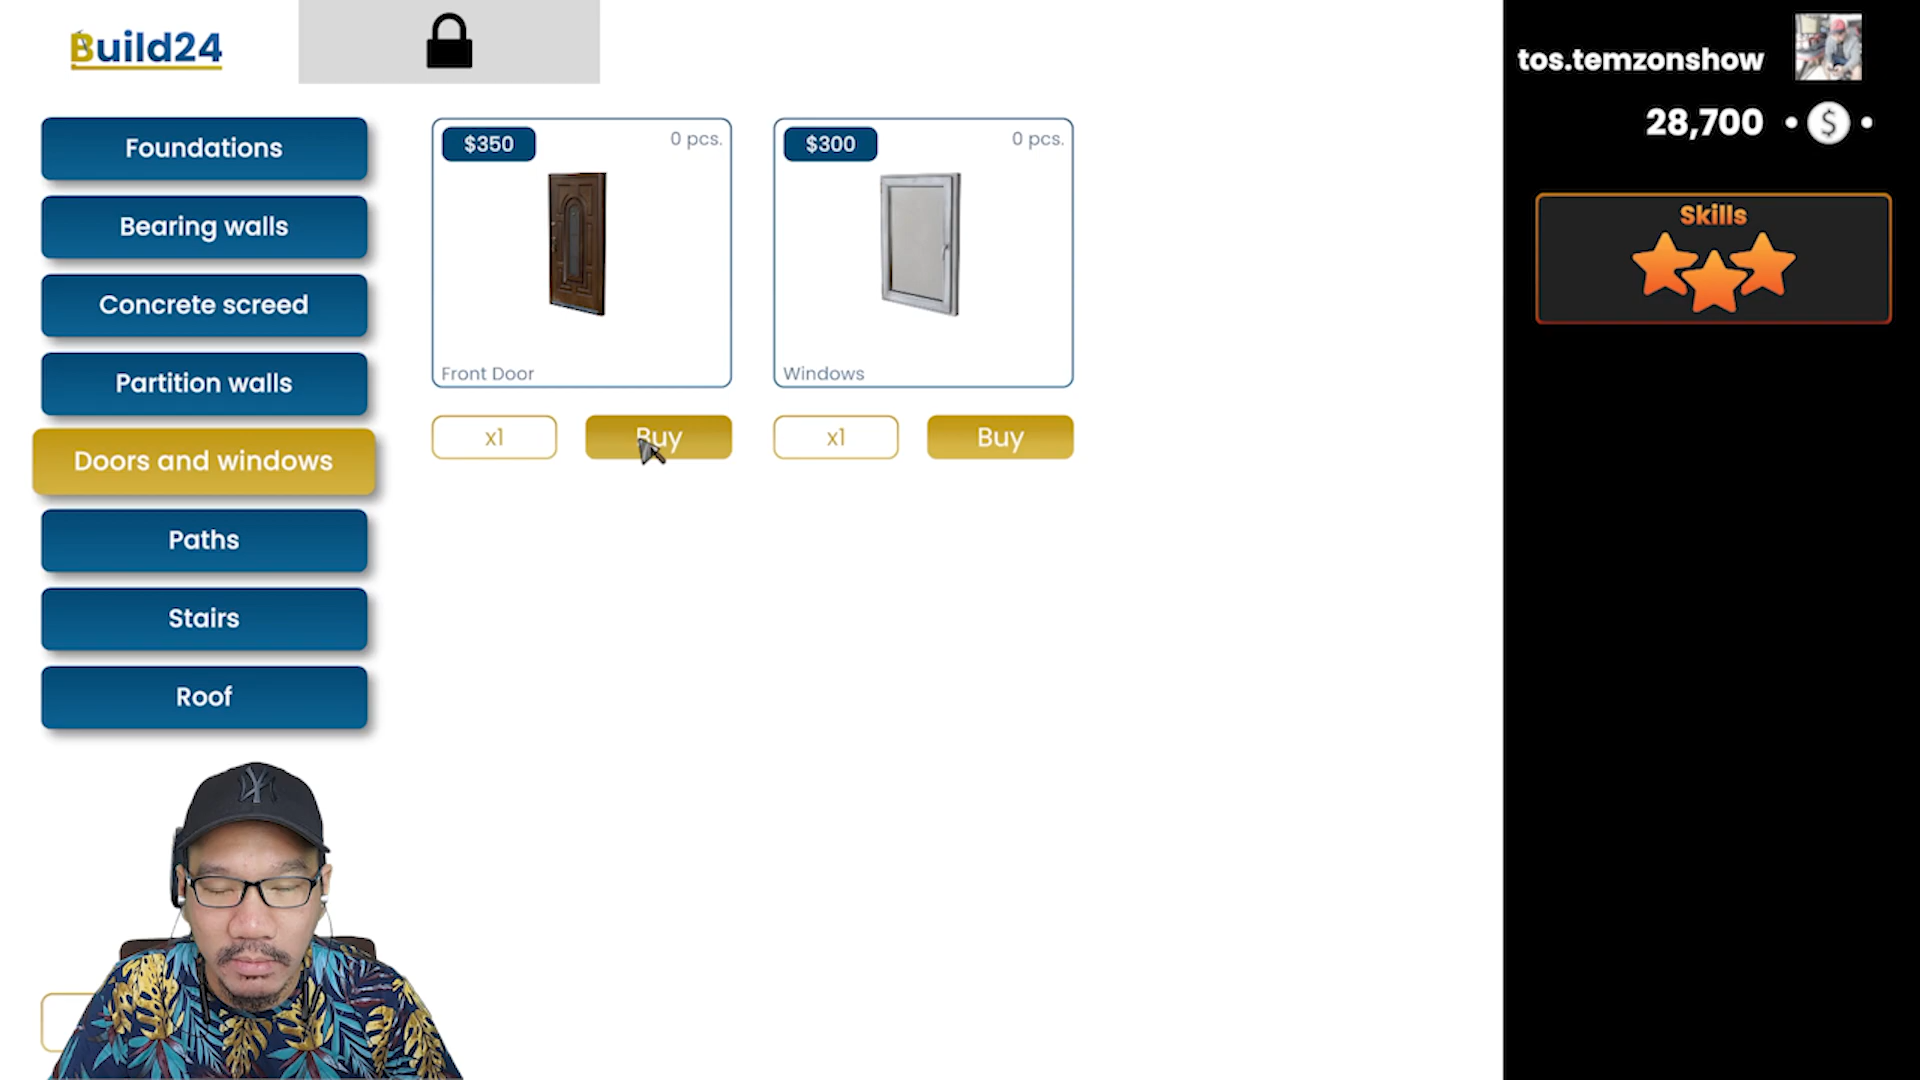 Build24
tos.temzonshow
28,700
$
Foundations
Bearing walls
Concrete screed
Partition walls
Doors and windows
Paths
Stairs
Roof
$350
0 pcs.
Front Door
x1
Buy
$300
0 pcs.
Windows
x1
Buy
Skills